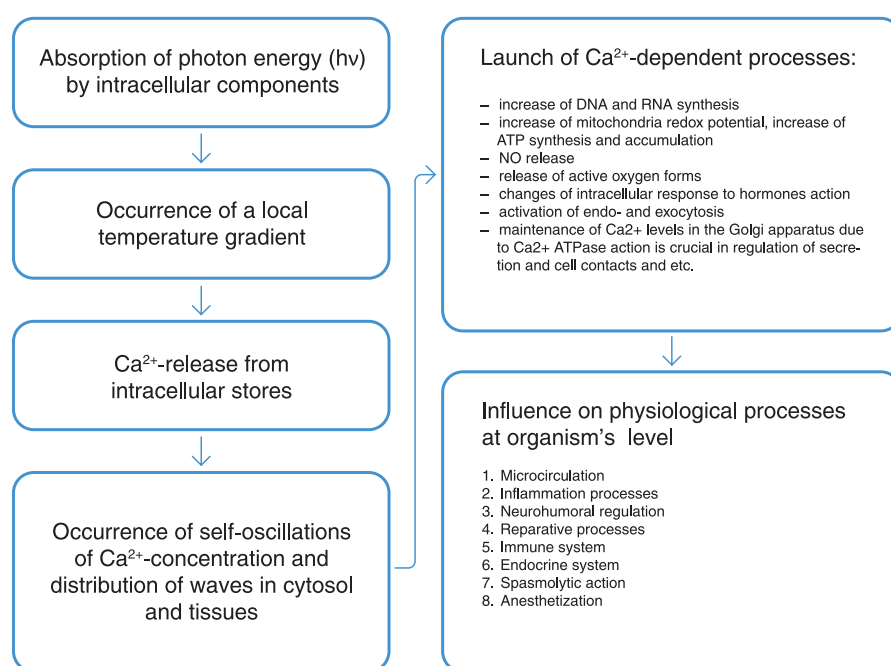 Absorption of photon energy (hν)
by intracellular components
Occurrence of a local
temperature gradient
Ca²⁺-release from
intracellular stores
Occurrence of self-oscillations
of Ca²⁺-concentration and
distribution of waves in cytosol
and tissues
Launch of Ca²⁺-dependent processes:
– increase of DNA and RNA synthesis
– increase of mitochondria redox potential, increase of
ATP synthesis and accumulation
– NO release
– release of active oxygen forms
– changes of intracellular response to hormones action
– activation of endo- and exocytosis
– maintenance of Ca2+ levels in the Golgi apparatus due
to Ca2+ ATPase action is crucial in regulation of secre-
tion and cell contacts and etc.
Influence on physiological processes
at organism's level
1. Microcirculation
2. Inflammation processes
3. Neurohumoral regulation
4. Reparative processes
5. Immune system
6. Endocrine system
7. Spasmolytic action
8. Anesthetization